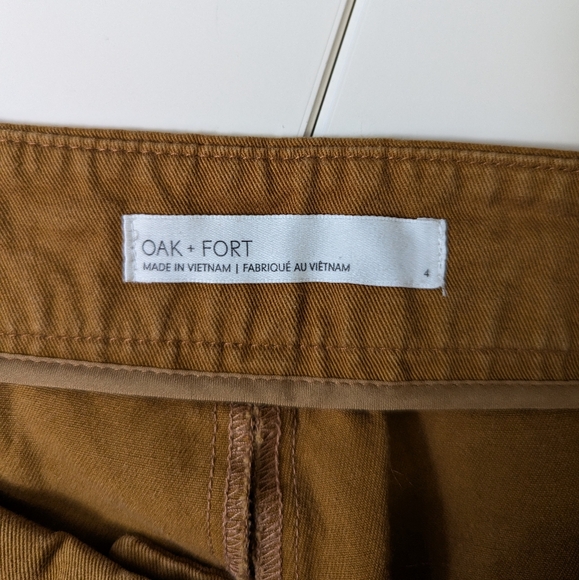 OAK + FORT
MADE IN VIETNAM | FABRIQUÉ AU VIÊTNAM
4